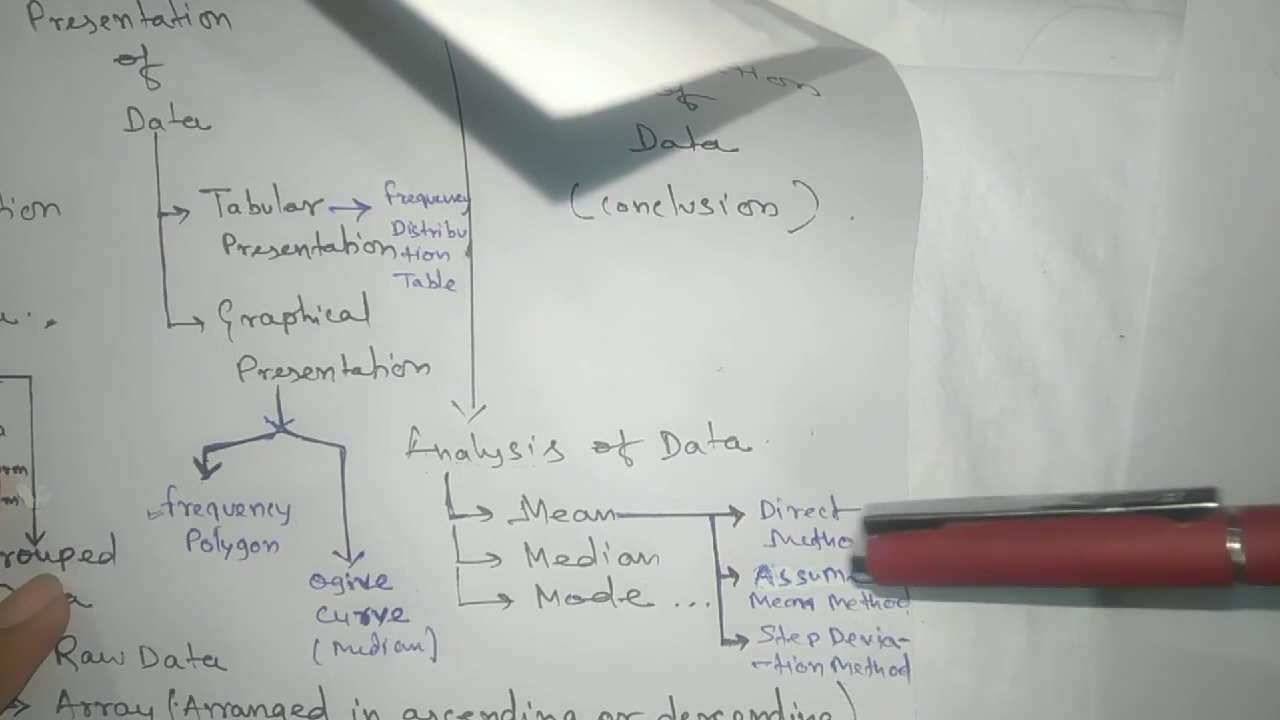 Presentation
of
Data
Tabular → frequency
Presentation Distribu
tion
Table
Graphical
Presentation
frequency
Polygon
ogive
curve
(Median)
of
Data
(conclusion).
Analysis of Data
Mean
Median
Mode ...
Direct
Assum
Mean Method
Step Devia-
-tion Method
Raw Data
Array (Arranged in ascending or descending)